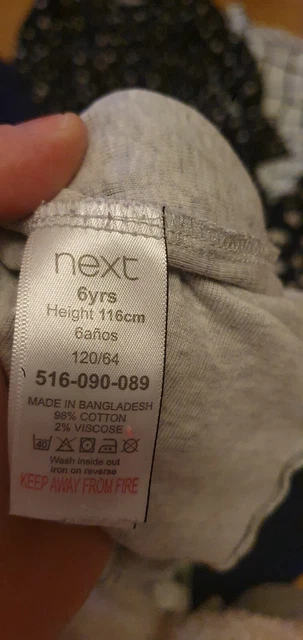 next
6yrs
Height 116cm
6años
120/64
516-090-089
MADE IN BANGLADESH
98% COTTON
2% VISCOSE
40
Wash inside out
iron on reverse
KEEP AWAY FROM FIRE